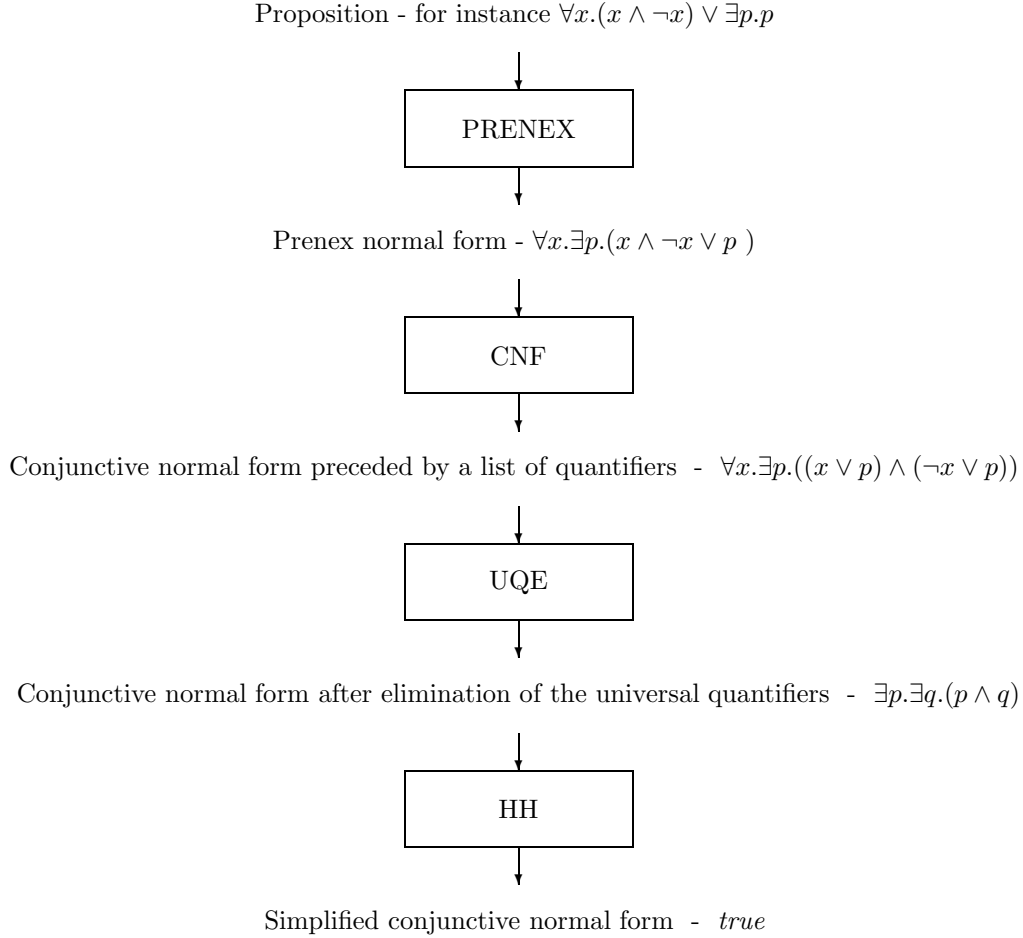 Proposition - for instance ∀x.(x ∧ ¬x) ∨ ∃p.p
PRENEX
Prenex normal form - ∀x.∃p.(x ∧ ¬x ∨ p )
CNF
Conjunctive normal form preceded by a list of quantifiers - ∀x.∃p.((x ∨ p) ∧ (¬x ∨ p))
UQE
Conjunctive normal form after elimination of the universal quantifiers - ∃p.∃q.(p ∧ q)
HH
Simplified conjunctive normal form - true